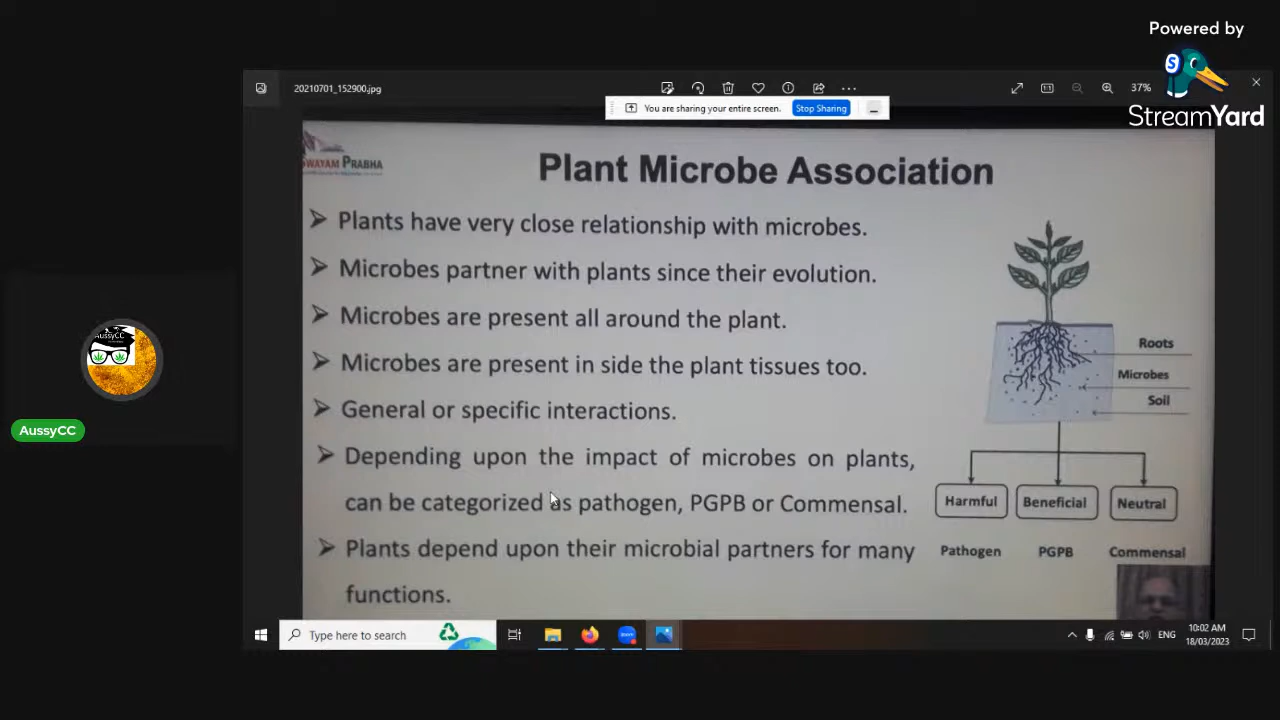 Powered by
StreamYard
20210701_152900.jpg
37%
You are sharing your entire screen.
Stop Sharing
SWAYAM PRABHA
Plant Microbe Association
Plants have very close relationship with microbes.
Microbes partner with plants since their evolution.
Microbes are present all around the plant.
Microbes are present in side the plant tissues too.
General or specific interactions.
Depending upon the impact of microbes on plants,
can be categorized as pathogen, PGPB or Commensal.
Plants depend upon their microbial partners for many
functions.
Roots
Microbes
Soil
Harmful
Beneficial
Neutral
Pathogen
PGPB
Commensal
AussyCC
AussyCC
Type here to search
zoom
ENG
10:02 AM
18/03/2023